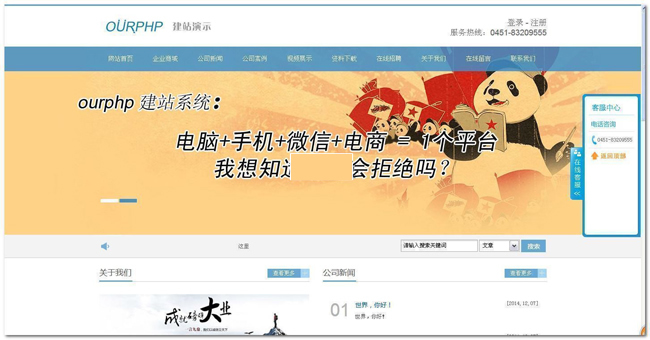 OURPHP 建站演示
登录 - 注册
服务热线：0451-83209555
网站首页 企业商城 公司新闻 公司案例 视频展示 资料下载 在线招聘 关于我们 在线留言 联系我们
ourphp 建站系统：
电脑+手机+微信+电商 = 1个平台
我想知 会拒绝吗？
客服中心
电话咨询
0451-83209555
返回顶部
在线客服
请输入搜索关键词 文章 搜索
关于我们 查看更多
公司新闻 查看更多
成就 大业
01 世界，你好！ [2014,12,07]
世界，你好！